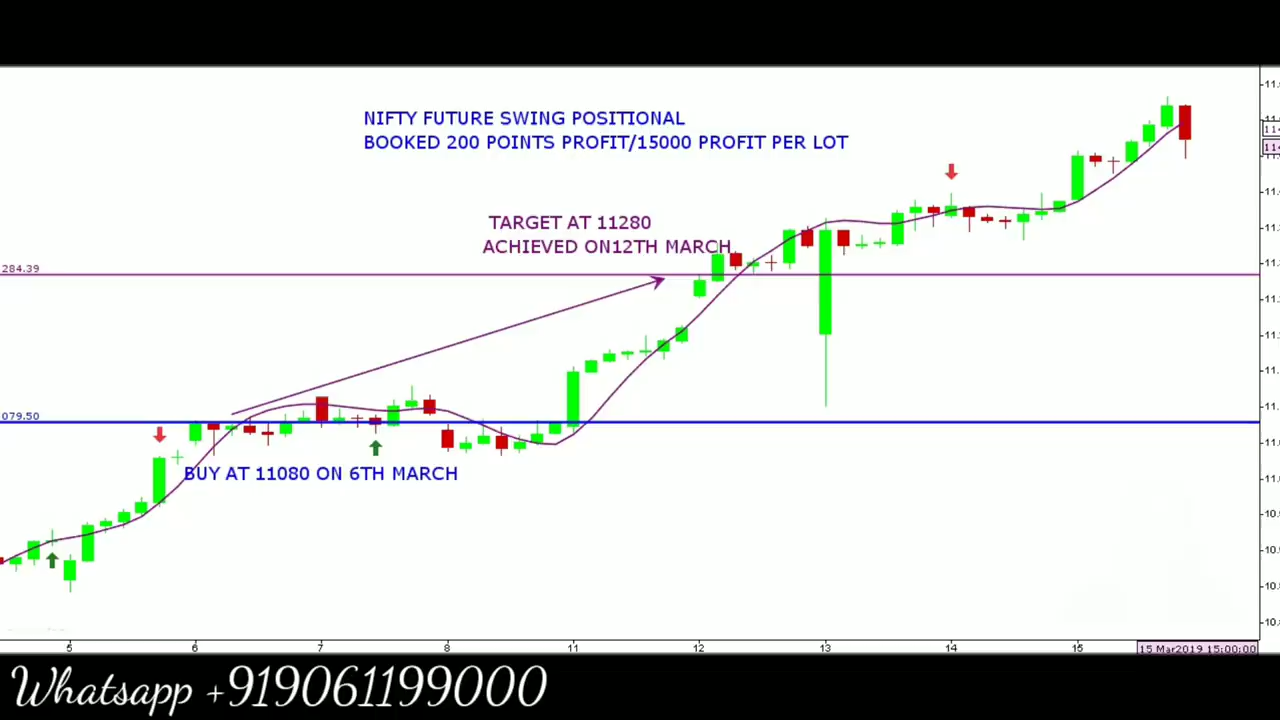 NIFTY FUTURE SWING POSITIONAL
BOOKED 200 POINTS PROFIT/15000 PROFIT PER LOT
TARGET AT 11280
ACHIEVED ON12TH MARCH
284.39
079.50
BUY AT 11080 ON 6TH MARCH
5 6 7 8 11 12 13 14 15
15 Mar2019 15:00:00
Whatsapp +919061199000